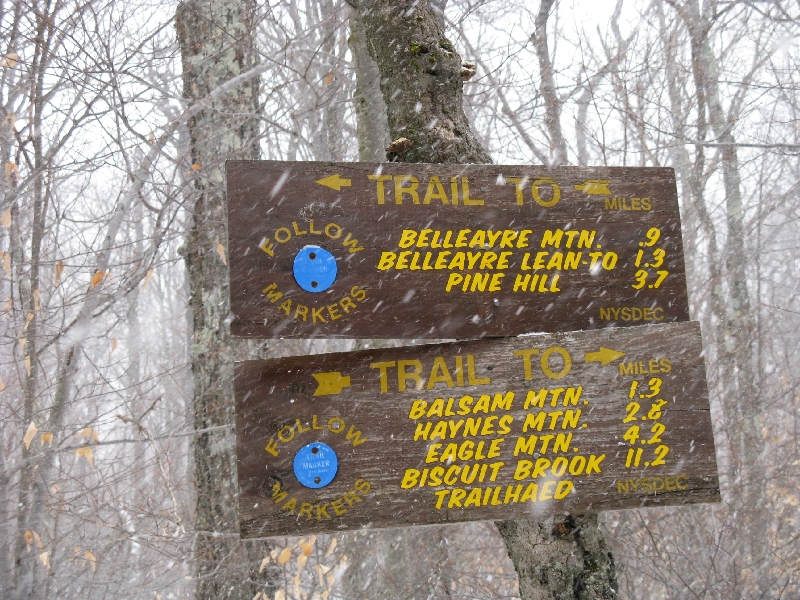 TRAIL TO
MILES
FOLLOW
MARKERS
BELLEAYRE MTN. .9
BELLEAYRE LEAN-TO 1.3
PINE HILL 3.7
NYSDEC
TRAIL TO
MILES
FOLLOW
TRAIL
MARKER
MARKERS
BALSAM MTN. 1.3
HAYNES MTN. 2.8
EAGLE MTN. 4.2
BISCUIT BROOK 11.2
TRAILHAED
NYSDEC